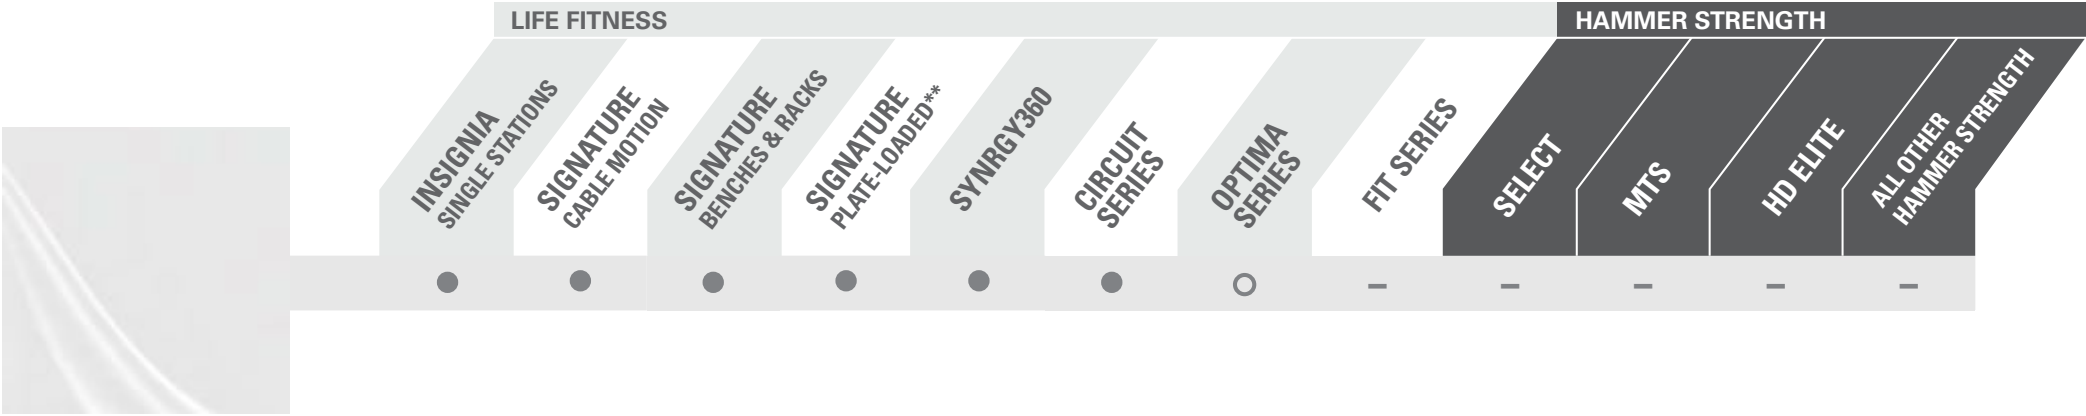 LIFE FITNESS
HAMMER STRENGTH
INSIGNIA
SINGLE STATIONS
SIGNATURE
CABLE MOTION
SIGNATURE
BENCHES & RACKS
SIGNATURE
PLATE-LOADED**
SYNRGY360
CIRCUIT
SERIES
OPTIMA
SERIES
FIT SERIES
SELECT
MTS
HD ELITE
ALL OTHER
HAMMER STRENGTH